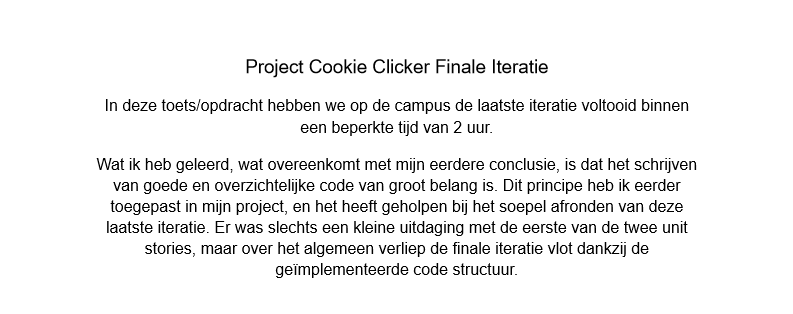 Project Cookie Clicker Finale Iteratie
In deze toets/opdracht hebben we op de campus de laatste iteratie voltooid binnen
een beperkte tijd van 2 uur.
Wat ik heb geleerd, wat overeenkomt met mijn eerdere conclusie, is dat het schrijven
van goede en overzichtelijke code van groot belang is. Dit principe heb ik eerder
toegepast in mijn project, en het heeft geholpen bij het soepel afronden van deze
laatste iteratie. Er was slechts een kleine uitdaging met de eerste van de twee unit
stories, maar over het algemeen verliep de finale iteratie vlot dankzij de
geïmplementeerde code structuur.